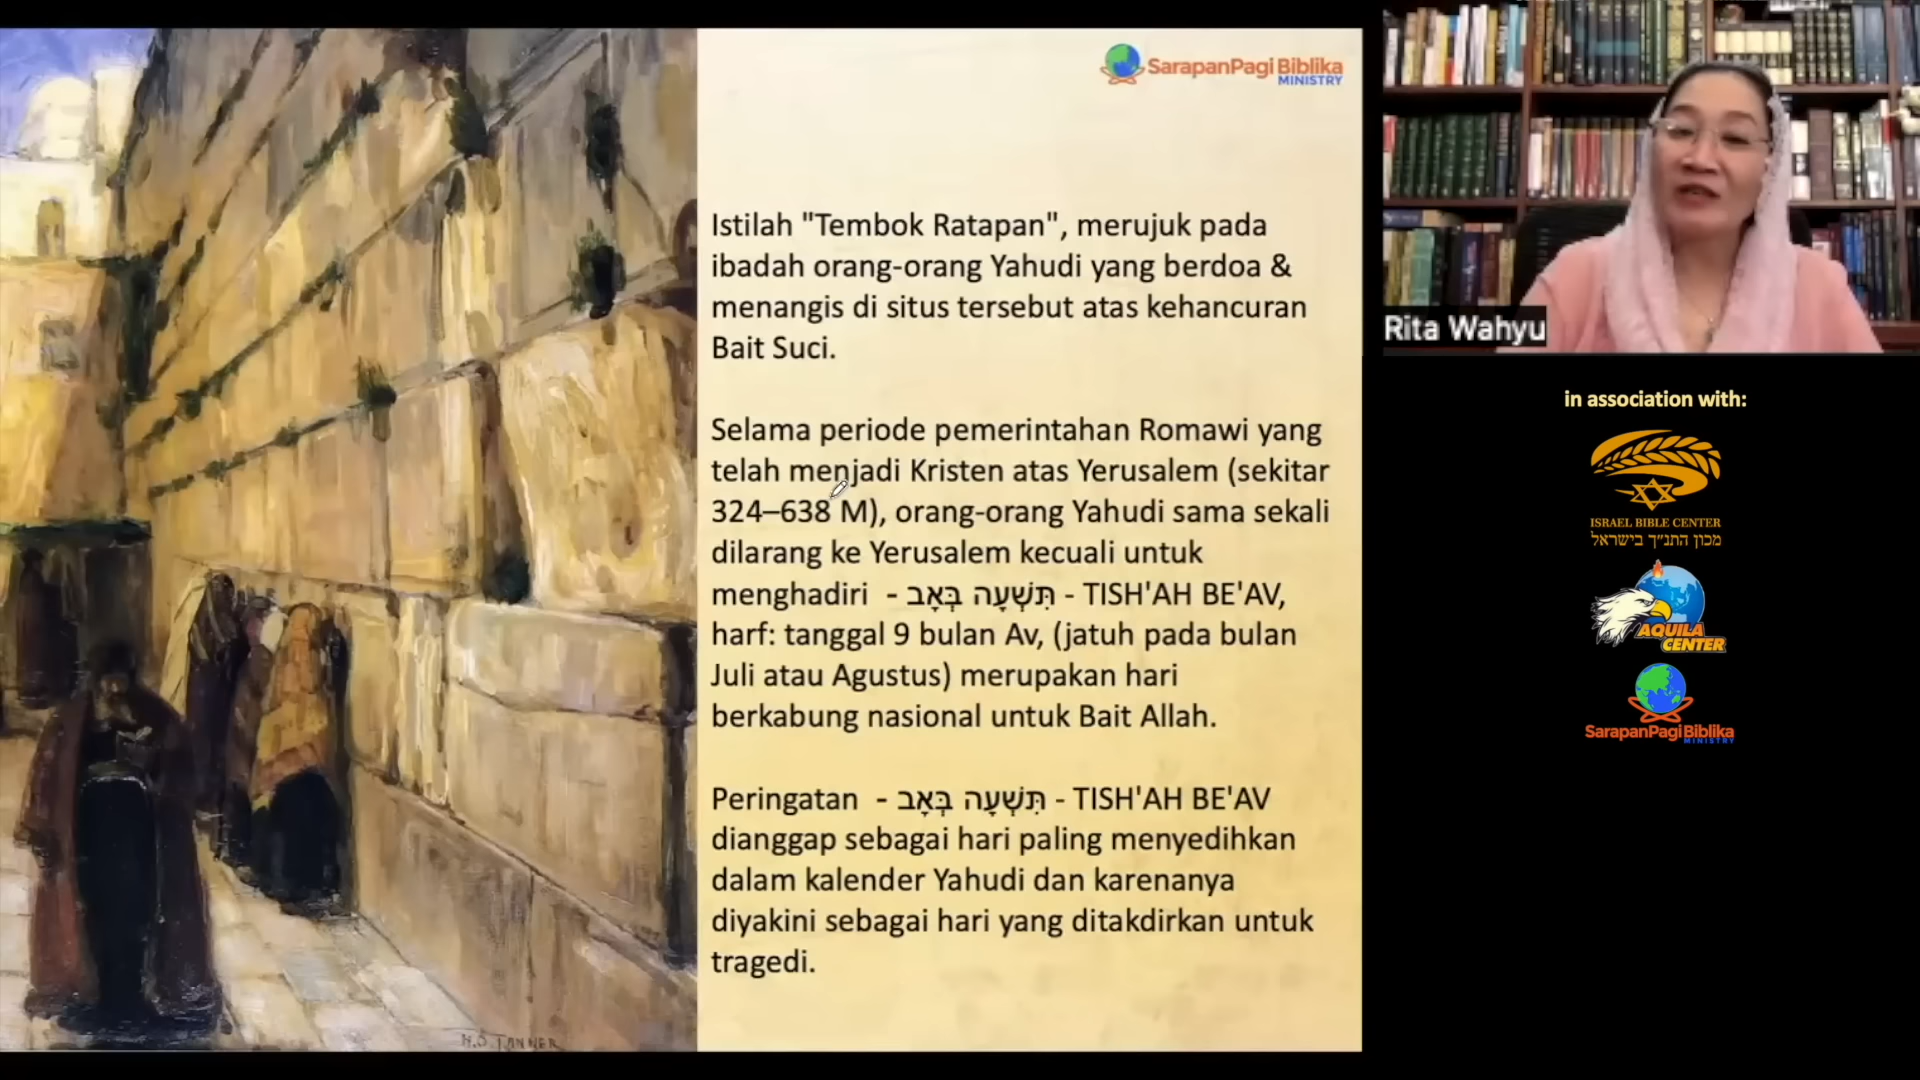 SarapanPagi Biblika
MINISTRY
Istilah "Tembok Ratapan", merujuk pada
ibadah orang-orang Yahudi yang berdoa &
menangis di situs tersebut atas kehancuran
Bait Suci.
Selama periode pemerintahan Romawi yang
telah menjadi Kristen atas Yerusalem (sekitar
324–638 M), orang-orang Yahudi sama sekali
dilarang ke Yerusalem kecuali untuk
menghadiri - תִּשְׁעָה בְּאָב - TISH'AH BE'AV,
harf: tanggal 9 bulan Av, (jatuh pada bulan
Juli atau Agustus) merupakan hari
berkabung nasional untuk Bait Allah.
Peringatan - תִּשְׁעָה בְּאָב - TISH'AH BE'AV
dianggap sebagai hari paling menyedihkan
dalam kalender Yahudi dan karenanya
diyakini sebagai hari yang ditakdirkan untuk
tragedi.
H.O. TANNER
Rita Wahyu
in association with:
ISRAEL BIBLE CENTER
מכון התנ״ך בישראל
AQUILA
CENTER
SarapanPagi Biblika
MINISTRY